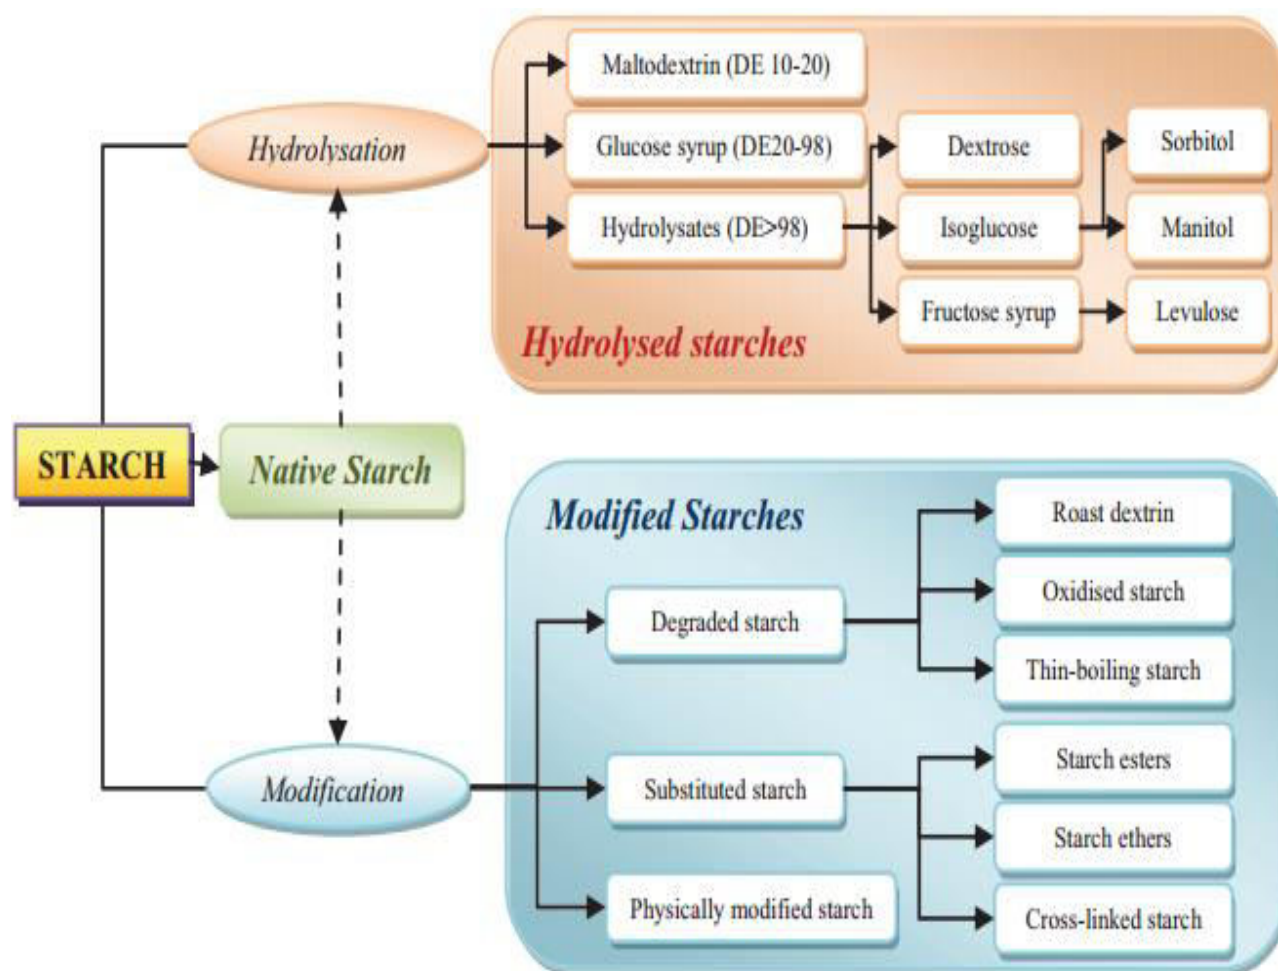 Hydrolysation
Maltodextrin (DE 10-20)
Glucose syrup (DE20-98)
Hydrolysates (DE>98)
Dextrose
Isoglucose
Fructose syrup
Sorbitol
Manitol
Levulose
Hydrolysed starches
STARCH
Native Starch
Modified Starches
Modification
Degraded starch
Substituted starch
Physically modified starch
Roast dextrin
Oxidised starch
Thin-boiling starch
Starch esters
Starch ethers
Cross-linked starch